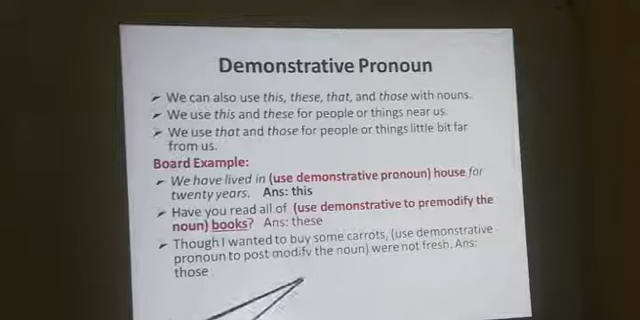 Demonstrative Pronoun
➢ We can also use this, these, that, and those with nouns.
➢ We use this and these for people or things near us.
➢ We use that and those for people or things little bit far
from us.
Board Example:
➢ We have lived in (use demonstrative pronoun) house for
twenty years. Ans: this
➢ Have you read all of (use demonstrative to premodify the
noun) books? Ans: these
➢ Though I wanted to buy some carrots, (use demonstrative
pronoun to post modify the noun) were not fresh. Ans:
those